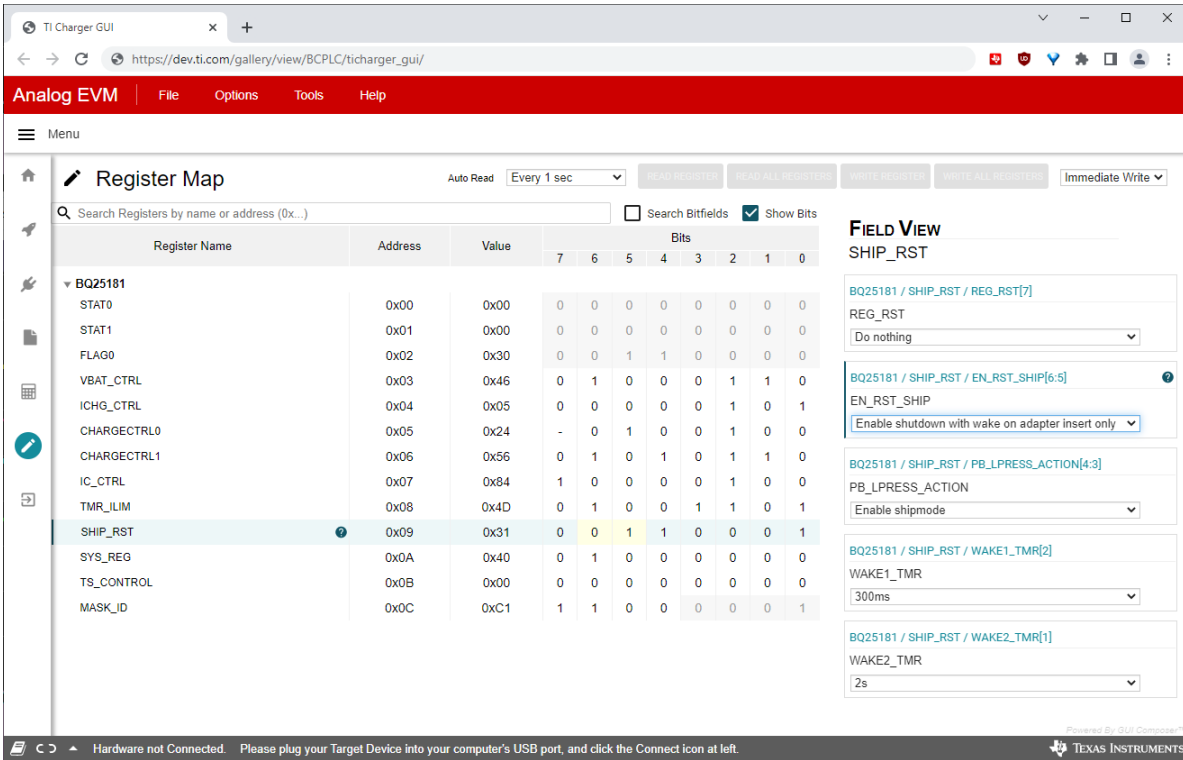 TI Charger GUI
https://dev.ti.com/gallery/view/BCPLC/ticharger_gui/
Analog EVM File Options Tools Help
Menu
Register Map Auto Read Every 1 sec READ REGISTER READ ALL REGISTERS WRITE REGISTER WRITE ALL REGISTERS Immediate Write
Search Registers by name or address (0x...) Search Bitfields Show Bits
Register Name Address Value Bits
7 6 5 4 3 2 1 0
BQ25181
STAT0 0x00 0x00 0 0 0 0 0 0 0 0
STAT1 0x01 0x00 0 0 0 0 0 0 0 0
FLAG0 0x02 0x30 0 0 1 1 0 0 0 0
VBAT_CTRL 0x03 0x46 0 1 0 0 0 1 1 0
ICHG_CTRL 0x04 0x05 0 0 0 0 0 1 0 1
CHARGECTRL0 0x05 0x24 - 0 1 0 0 1 0 0
CHARGECTRL1 0x06 0x56 0 1 0 1 0 1 1 0
IC_CTRL 0x07 0x84 1 0 0 0 0 1 0 0
TMR_ILIM 0x08 0x4D 0 1 0 0 1 1 0 1
SHIP_RST ? 0x09 0x31 0 0 1 1 0 0 0 1
SYS_REG 0x0A 0x40 0 1 0 0 0 0 0 0
TS_CONTROL 0x0B 0x00 0 0 0 0 0 0 0 0
MASK_ID 0x0C 0xC1 1 1 0 0 0 0 0 1
FIELD VIEW
SHIP_RST
BQ25181 / SHIP_RST / REG_RST[7]
REG_RST
Do nothing
BQ25181 / SHIP_RST / EN_RST_SHIP[6:5] ?
EN_RST_SHIP
Enable shutdown with wake on adapter insert only
BQ25181 / SHIP_RST / PB_LPRESS_ACTION[4:3]
PB_LPRESS_ACTION
Enable shipmode
BQ25181 / SHIP_RST / WAKE1_TMR[2]
WAKE1_TMR
300ms
BQ25181 / SHIP_RST / WAKE2_TMR[1]
WAKE2_TMR
2s
Powered By GUI Composer™
Hardware not Connected. Please plug your Target Device into your computer's USB port, and click the Connect icon at left. TEXAS INSTRUMENTS